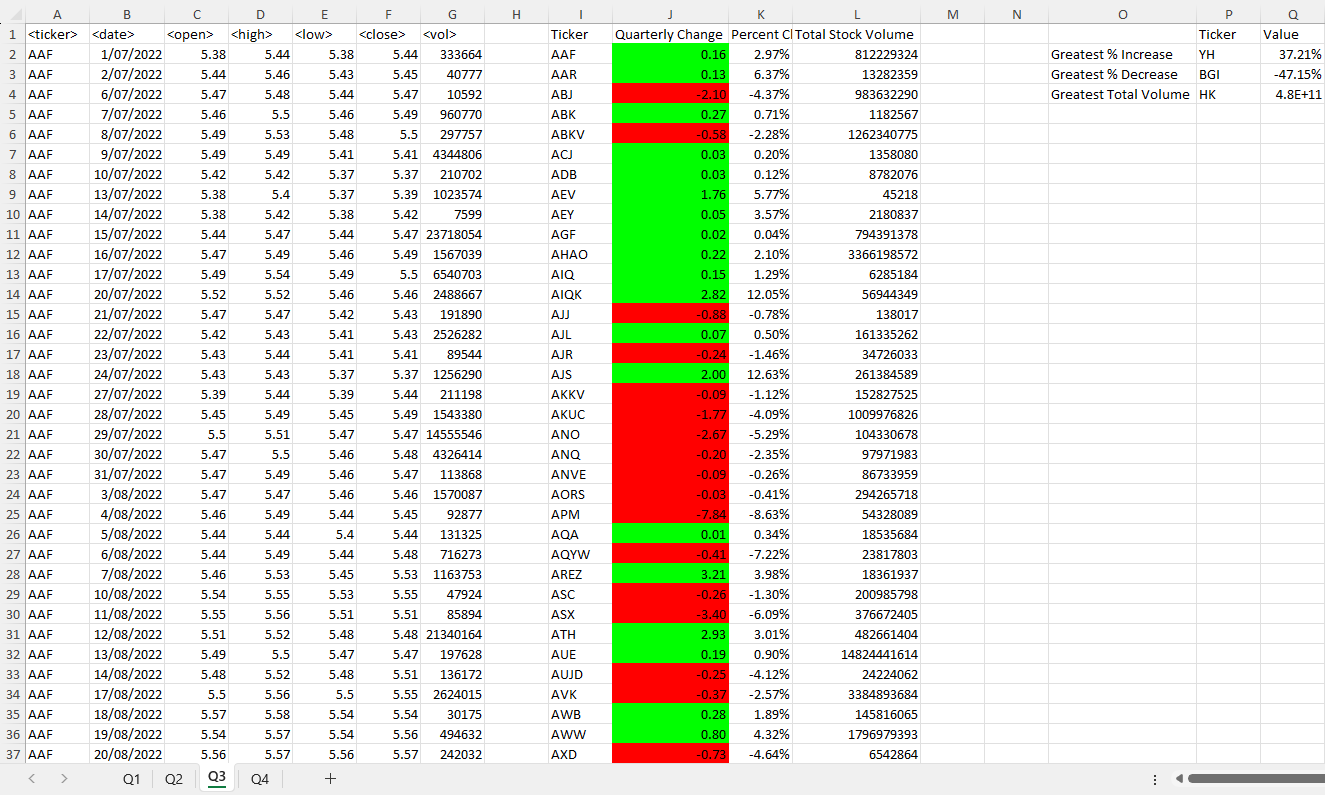 A B C D E F G H I J K L M N O P Q
1 <ticker> <date> <open> <high> <low> <close> <vol> Ticker Quarterly Change Percent Cl Total Stock Volume Ticker Value
2 AAF 1/07/2022 5.38 5.44 5.38 5.44 333664 AAF 0.16 2.97% 812229324 Greatest % Increase YH 37.21%
3 AAF 2/07/2022 5.44 5.46 5.43 5.45 40777 AAR 0.13 6.37% 13282359 Greatest % Decrease BGI -47.15%
4 AAF 6/07/2022 5.47 5.48 5.44 5.47 10592 ABJ -2.10 -4.37% 983632290 Greatest Total Volume HK 4.8E+11
5 AAF 7/07/2022 5.46 5.5 5.46 5.49 960770 ABK 0.27 0.71% 1182567
6 AAF 8/07/2022 5.49 5.53 5.48 5.5 297757 ABKV -0.58 -2.28% 1262340775
7 AAF 9/07/2022 5.49 5.49 5.41 5.41 4344806 ACJ 0.03 0.20% 1358080
8 AAF 10/07/2022 5.42 5.42 5.37 5.37 210702 ADB 0.03 0.12% 8782076
9 AAF 13/07/2022 5.38 5.4 5.37 5.39 1023574 AEV 1.76 5.77% 45218
10 AAF 14/07/2022 5.38 5.42 5.38 5.42 7599 AEY 0.05 3.57% 2180837
11 AAF 15/07/2022 5.44 5.47 5.44 5.47 23718054 AGF 0.02 0.04% 794391378
12 AAF 16/07/2022 5.47 5.49 5.46 5.49 1567039 AHAO 0.22 2.10% 3366198572
13 AAF 17/07/2022 5.49 5.54 5.49 5.5 6540703 AIQ 0.15 1.29% 6285184
14 AAF 20/07/2022 5.52 5.52 5.46 5.46 2488667 AIQK 2.82 12.05% 56944349
15 AAF 21/07/2022 5.47 5.47 5.42 5.43 191890 AJJ -0.88 -0.78% 138017
16 AAF 22/07/2022 5.42 5.43 5.41 5.43 2526282 AJL 0.07 0.50% 161335262
17 AAF 23/07/2022 5.43 5.44 5.41 5.41 89544 AJR -0.24 -1.46% 34726033
18 AAF 24/07/2022 5.43 5.43 5.37 5.37 1256290 AJS 2.00 12.63% 261384589
19 AAF 27/07/2022 5.39 5.44 5.39 5.44 211198 AKKV -0.09 -1.12% 152827525
20 AAF 28/07/2022 5.45 5.49 5.45 5.49 1543380 AKUC -1.77 -4.09% 1009976826
21 AAF 29/07/2022 5.5 5.51 5.47 5.47 14555546 ANO -2.67 -5.29% 104330678
22 AAF 30/07/2022 5.47 5.5 5.46 5.48 4326414 ANQ -0.20 -2.35% 97971983
23 AAF 31/07/2022 5.47 5.49 5.46 5.47 113868 ANVE -0.09 -0.26% 86733959
24 AAF 3/08/2022 5.47 5.47 5.46 5.46 1570087 AORS -0.03 -0.41% 294265718
25 AAF 4/08/2022 5.46 5.49 5.44 5.45 92877 APM -7.84 -8.63% 54328089
26 AAF 5/08/2022 5.44 5.44 5.4 5.44 131325 AQA 0.01 0.34% 18535684
27 AAF 6/08/2022 5.44 5.49 5.44 5.48 716273 AQYW -0.41 -7.22% 23817803
28 AAF 7/08/2022 5.46 5.53 5.45 5.53 1163753 AREZ 3.21 3.98% 18361937
29 AAF 10/08/2022 5.54 5.55 5.53 5.55 47924 ASC -0.26 -1.30% 200985798
30 AAF 11/08/2022 5.55 5.56 5.51 5.51 85894 ASX -3.40 -6.09% 376672405
31 AAF 12/08/2022 5.51 5.52 5.48 5.48 21340164 ATH 2.93 3.01% 482661404
32 AAF 13/08/2022 5.49 5.5 5.47 5.47 197628 AUE 0.19 0.90% 14824441614
33 AAF 14/08/2022 5.48 5.52 5.48 5.51 136172 AUJD -0.25 -4.12% 24224062
34 AAF 17/08/2022 5.5 5.56 5.5 5.55 2624015 AVK -0.37 -2.57% 3384893684
35 AAF 18/08/2022 5.57 5.58 5.54 5.54 30175 AWB 0.28 1.89% 145816065
36 AAF 19/08/2022 5.54 5.57 5.54 5.56 494632 AWW 0.80 4.32% 1796979393
37 AAF 20/08/2022 5.56 5.57 5.56 5.57 242032 AXD -0.73 -4.64% 6542864
Q1 Q2 Q3 Q4